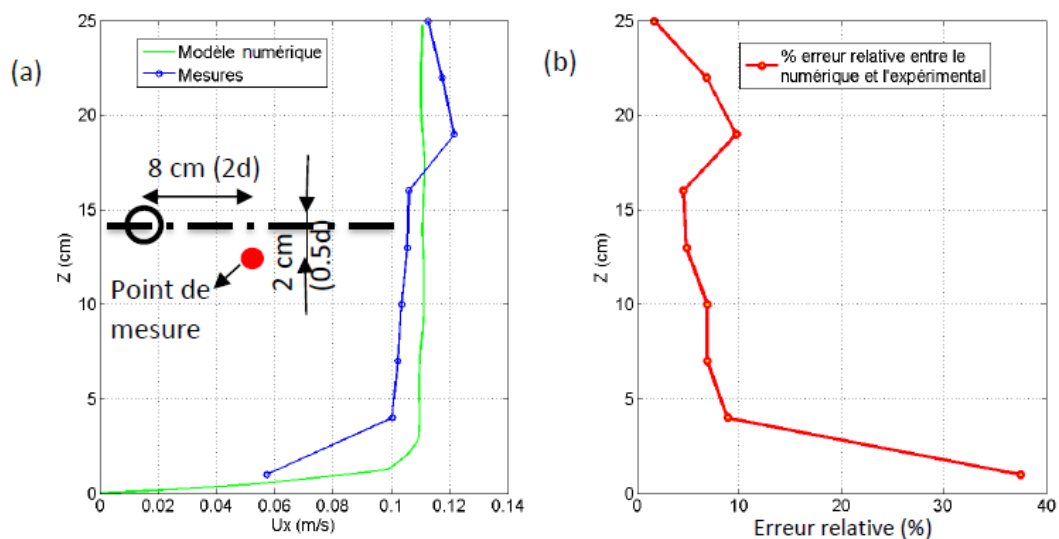 (a)
25
20
15
10
5
0
Z (cm)
Modèle numérique
Mesures
8 cm (2d)
2 cm
(0.5d)
Point de
mesure
0
0.02
0.04
0.06
0.08
0.1
0.12
0.14
Ux (m/s)
(b)
25
20
15
10
5
0
Z (cm)
% erreur relative entre le
numérique et l'expérimental
0
10
20
30
40
Erreur relative (%)